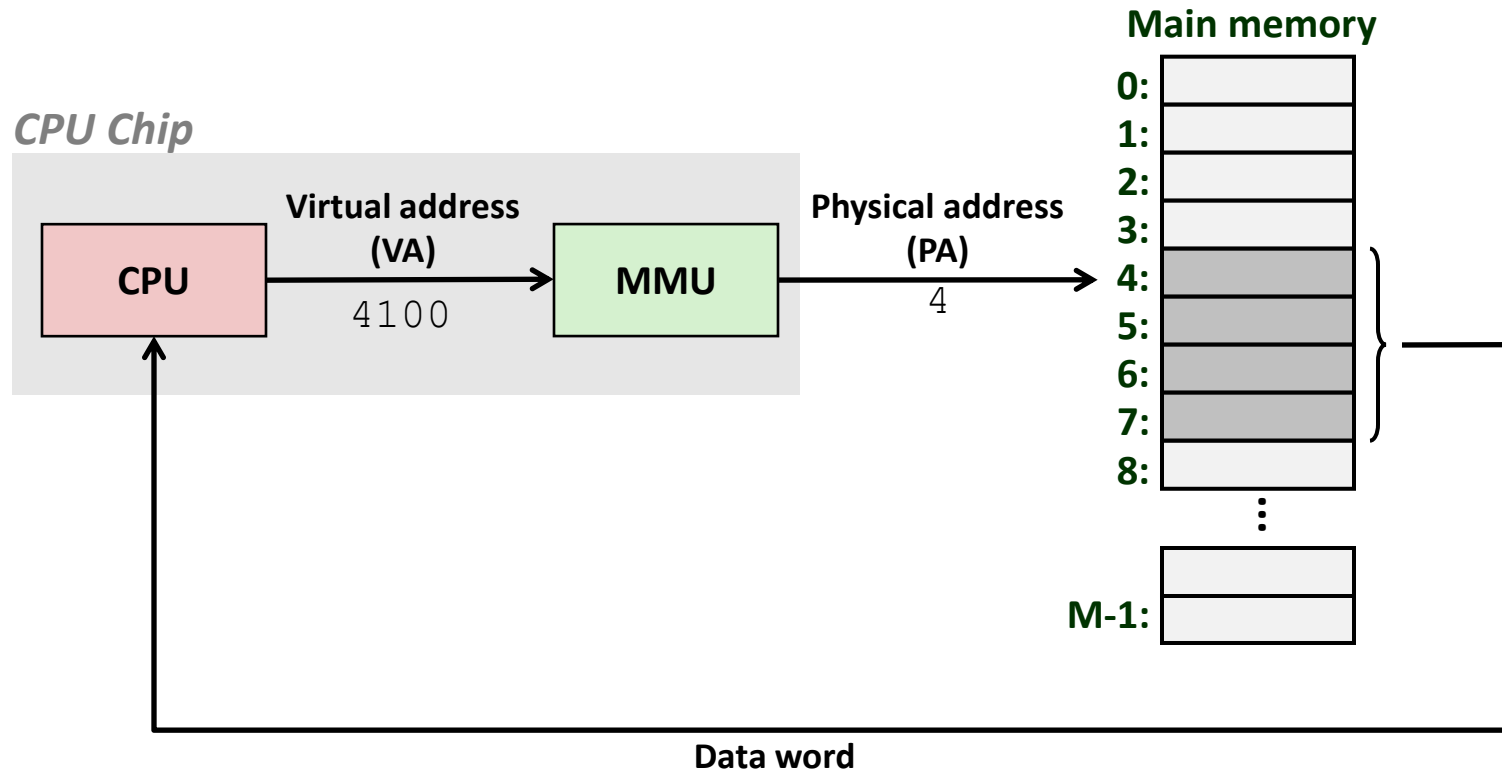 Main memory
0:
CPU Chip
1:
2:
Virtual address
(VA)
Physical address
(PA)
3:
CPU
MMU
4:
4100
4
5:
6:
7:
8:
...
M-1:
Data word